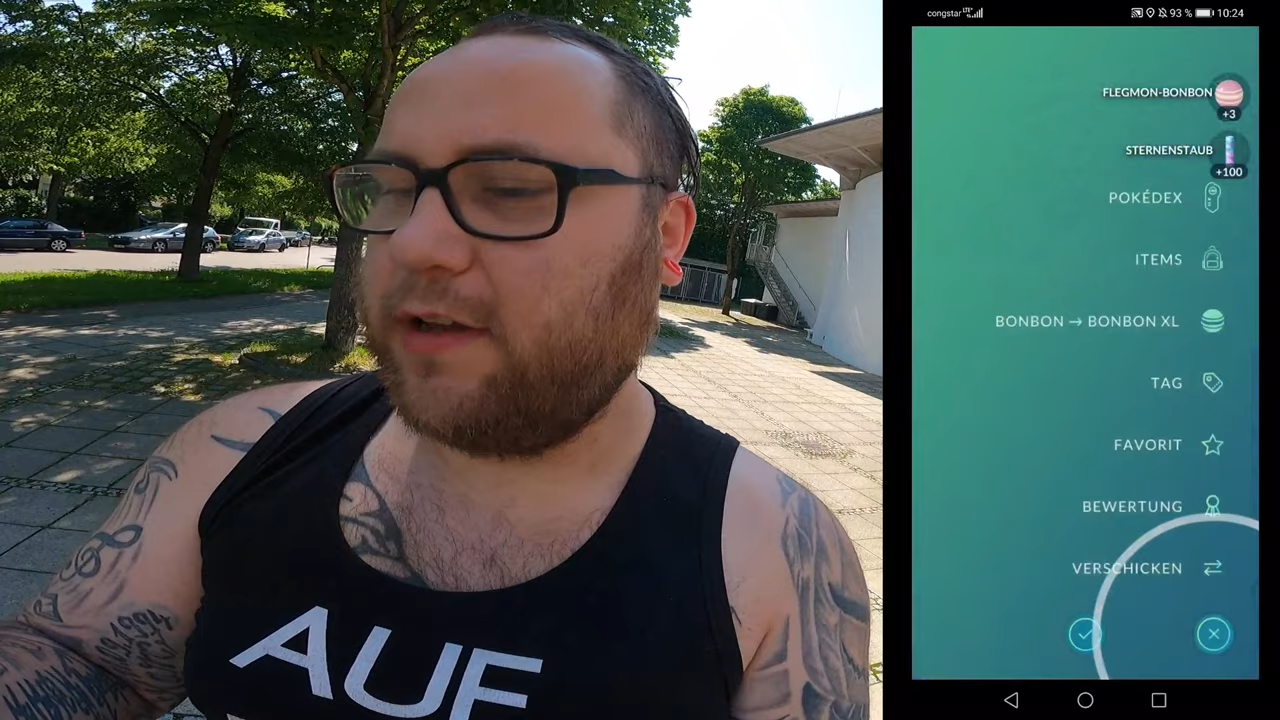 AUF
congstar
93 %
10:24
FLEGMON-BONBON
+3
STERNENSTAUB
+100
POKÉDEX
ITEMS
BONBON → BONBON XL
TAG
FAVORIT
BEWERTUNG
VERSCHICKEN